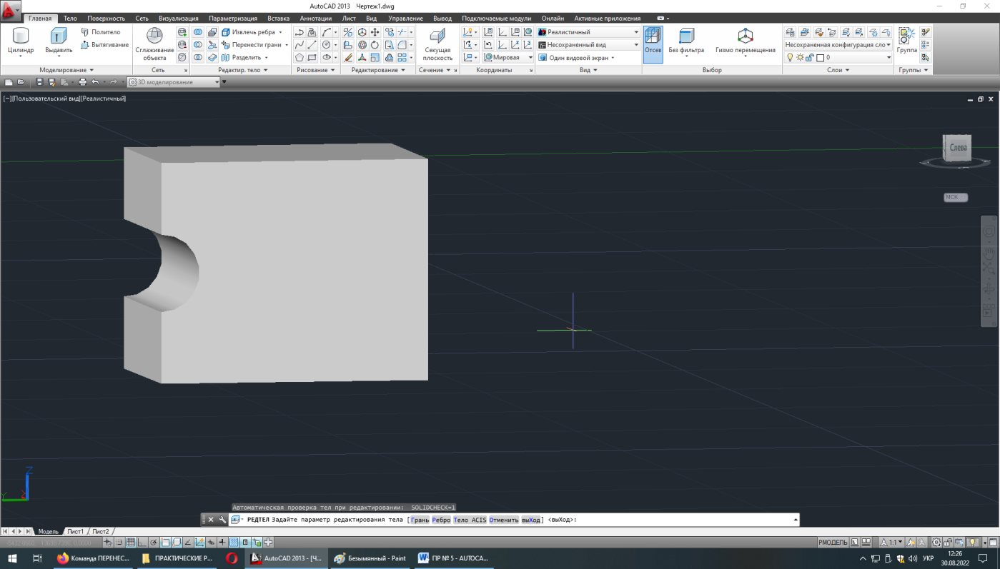 AutoCAD 2013 Чертеж1.dwg
Главная Тело Поверхность Сеть Визуализация Параметризация Вставка Аннотации Лист Вид Управление Вывод Подключаемые модули Онлайн Активные приложения
Политело Извлечь ребра Реалистичный
Вытягивание Перенести грани Несохраненный вид Несохраненная конфигурация сло
Цилиндр Выдавить Сглаживание объекта Разделить Секущая плоскость Мировая Один видовой экран Отсев Без фильтра Гизмо перемещения 0 Группа
Моделирование Сеть Редактир. тело Рисование Редактирование Сечение Координаты Вид Выбор Слои Группы
3D моделирование
[−][Пользовательский вид][Реалистичный]
Слева
МСК
Z
Y X
Автоматическая проверка тел при редактировании: SOLIDCHECK=1
РЕДТЕЛ Задайте параметр редактирования тела [Грань Ребро Тело ACIS Отменить выХод] <выХод>:
Модель Лист1 Лист2
РМОДЕЛЬ 1:1
Команда ПЕРЕНЕС... ПРАКТИЧЕСКИЕ Р... AutoCAD 2013 - [Ч... Безымянный - Paint ПР № 5 - AUTOCA... УКР 12:26
30.08.2022